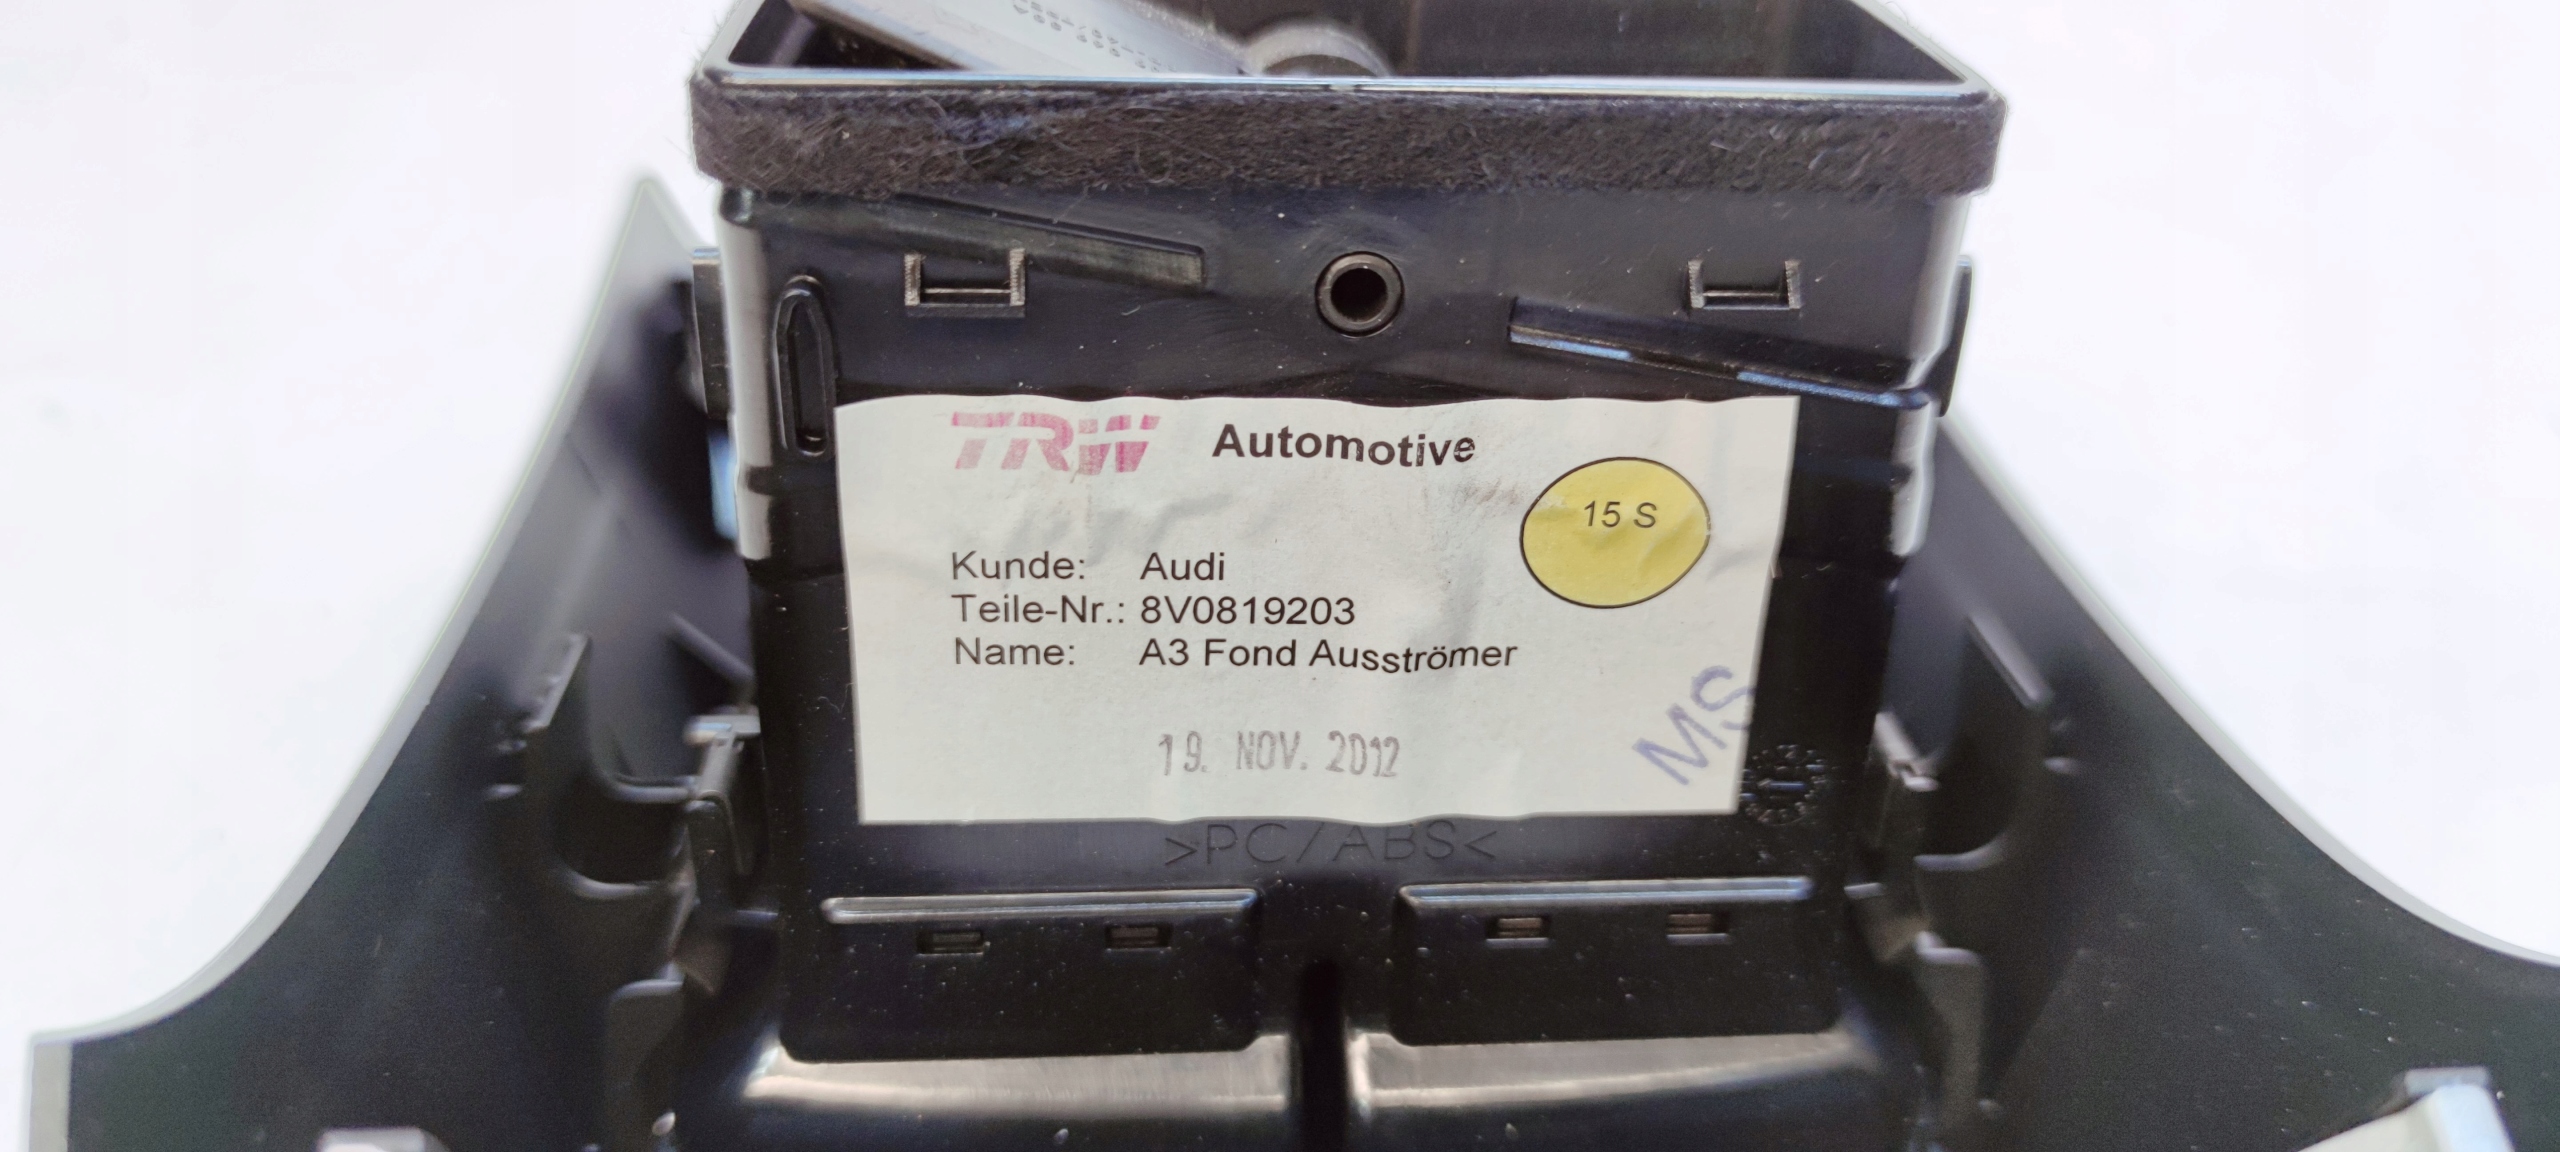 TRW Automotive
15 S
Kunde: Audi
Teile-Nr.: 8V0819203
Name: A3 Fond Ausströmer
19. NOV. 2012
MS
>PC/ABS<